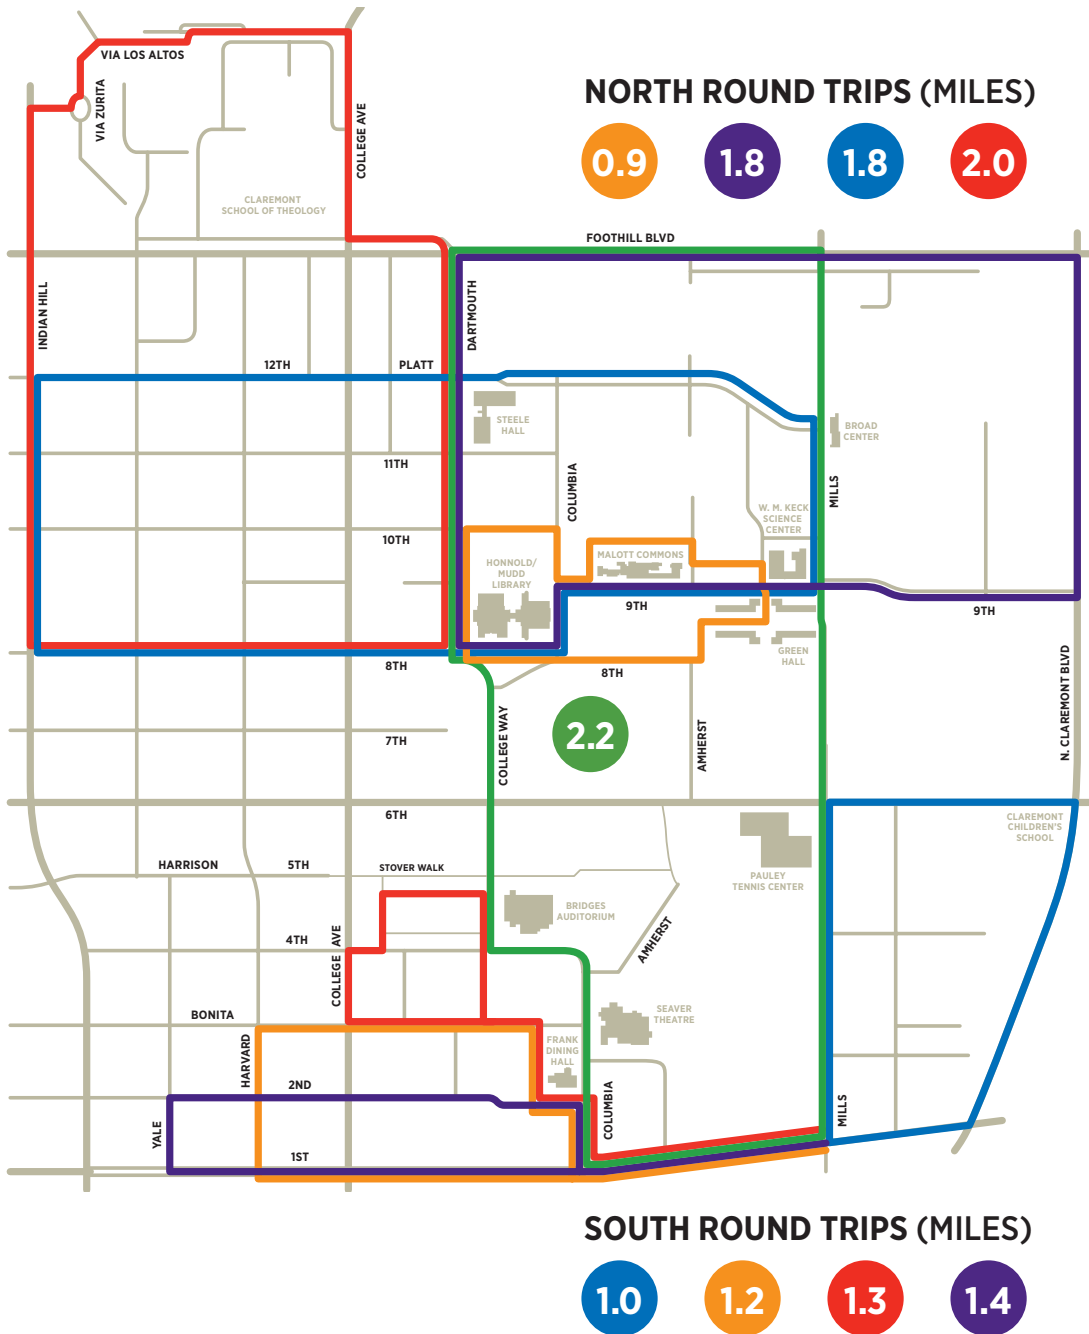 VIA LOS ALTOS
VIA ZURITA
COLLEGE AVE
NORTH ROUND TRIPS (MILES)
0.9
1.8
1.8
2.0
CLAREMONT
SCHOOL OF THEOLOGY
FOOTHILL BLVD
INDIAN HILL
DARTMOUTH
12TH
PLATT
STEELE
HALL
BROAD
CENTER
11TH
COLUMBIA
MILLS
W. M. KECK
SCIENCE
CENTER
10TH
MALOTT COMMONS
HONNOLD/
MUDD
LIBRARY
9TH
9TH
GREEN
HALL
8TH
8TH
N. CLAREMONT BLVD
2.2
COLLEGE WAY
AMHERST
7TH
6TH
CLAREMONT
CHILDREN'S
SCHOOL
HARRISON
5TH
STOVER WALK
PAULEY
TENNIS CENTER
BRIDGES
AUDITORIUM
AMHERST
4TH
COLLEGE AVE
BONITA
SEAVER
THEATRE
HARVARD
FRANK
DINING
HALL
2ND
COLUMBIA
MILLS
YALE
1ST
SOUTH ROUND TRIPS (MILES)
1.0
1.2
1.3
1.4